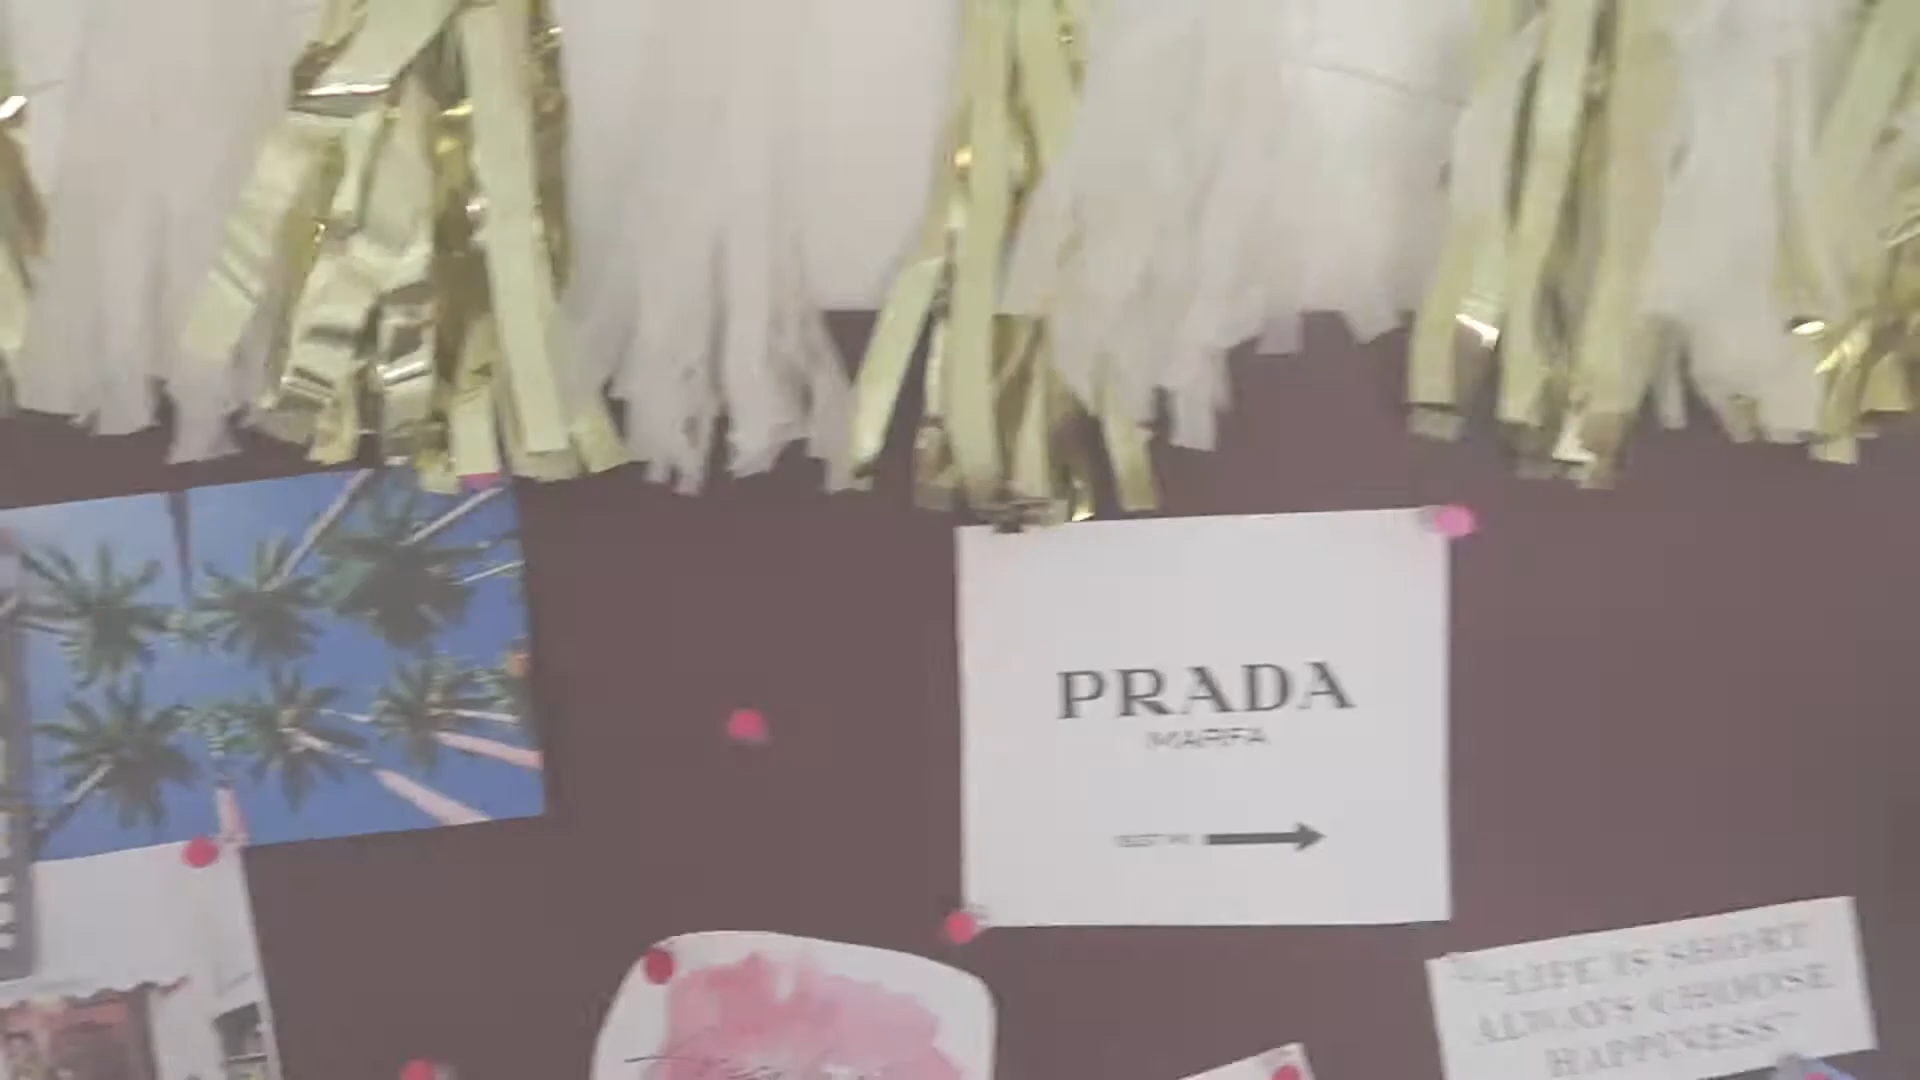 PRADA
MARFA
"LIFE IS SHORT
ALWAYS CHOOSE
HAPPINESS"